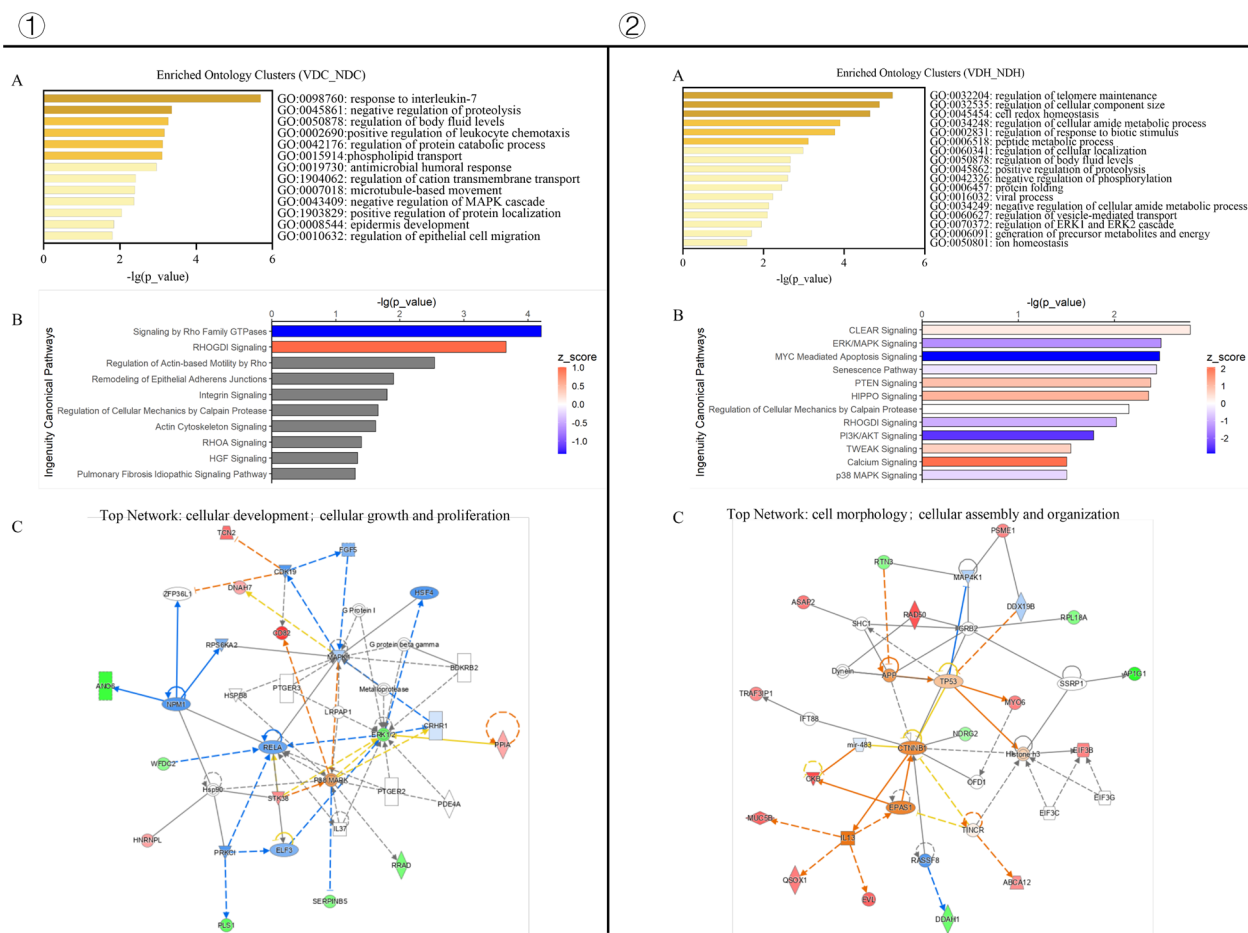 ①
②
A
Enriched Ontology Clusters (VDC_NDC)
GO:0098760: response to interleukin-7
GO:0045861: negative regulation of proteolysis
GO:0050878: regulation of body fluid levels
GO:0002690:positive regulation of leukocyte chemotaxis
GO:0042176: regulation of protein catabolic process
GO:0015914:phospholipid transport
GO:0019730: antimicrobial humoral response
GO:1904062: regulation of cation transmembrane transport
GO:0007018: microtubule-based movement
GO:0043409: negative regulation of MAPK cascade
GO:1903829: positive regulation of protein localization
GO:0008544: epidermis development
GO:0010632: regulation of epithelial cell migration
0 2 4 6
-lg(p_value)
B
-lg(p_value)
0 1 2 3 4
Ingenuity Canonical Pathways
Signaling by Rho Family GTPases
RHOGDI Signaling
Regulation of Actin-based Motility by Rho
Remodeling of Epithelial Adherens Junctions
Integrin Signaling
Regulation of Cellular Mechanics by Calpain Protease
Actin Cytoskeleton Signaling
RHOA Signaling
HGF Signaling
Pulmonary Fibrosis Idiopathic Signaling Pathway
z_score
1.0
0.5
0.0
-0.5
-1.0
C
Top Network: cellular development; cellular growth and proliferation
TCN2
FGF5
CDK19
ZFP36L1
DNAH7
HSF4
G Protein I
CD82
RPS6KA2
G protein beta gamma
MAPK8
BDKRB2
Metalloprotease
PTGER3
HSPB8
NPM1
LRPAP1
CRHR1
ERK1/2
RELA
PPIA
WFDC2
P38 MAPK
Hsp90
STK38
PTGER2
PDE4A
IL37
HNRNPL
PRKCI
ELF3
RRAD
SERPINB5
PLS1
A
Enriched Ontology Clusters (VDH_NDH)
GO:0032204: regulation of telomere maintenance
GO:0032535: regulation of cellular component size
GO:0045454: cell redox homeostasis
GO:0034248: regulation of cellular amide metabolic process
GO:0002831: regulation of response to biotic stimulus
GO:0006518: peptide metabolic process
GO:0060341: regulation of cellular localization
GO:0050878: regulation of body fluid levels
GO:0045862: positive regulation of proteolysis
GO:0042326: negative regulation of phosphorylation
GO:0006457: protein folding
GO:0016032: viral process
GO:0034249: negative regulation of cellular amide metabolic process
GO:0060627: regulation of vesicle-mediated transport
GO:0070372: regulation of ERK1 and ERK2 cascade
GO:0006091: generation of precursor metabolites and energy
GO:0050801: ion homeostasis
0 2 4 6
-lg(p_value)
B
-lg(p_value)
0 1 2
Ingenuity Canonical Pathways
CLEAR Signaling
ERK/MAPK Signaling
MYC Meadiated Apoptosis Signaling
Senescence Pathway
PTEN Signaling
HIPPO Signaling
Regulation of Cellular Mechanics by Calpain Protease
RHOGDI Signaling
PI3K/AKT Signaling
TWEAK Signaling
Calcium Signaling
p38 MAPK Signaling
z_score
2
1
0
-1
-2
C
Top Network: cell morphology; cellular assembly and organization
PSME1
RTN3
MAP4K1
ASAP2
RAD50
DDX19B
SHC1
GRB2
RPL18A
Dynein
APP
TP53
SSRP1
AP1G1
TRAF3IP1
MYO6
IFT88
NDRG2
mir-483
CTNNB1
Histone h3
EIF3B
CKB
OFD1
EIF3G
EPAS1
EIF3C
MUC5B
IL13
TINCR
RASSF8
QSOX1
ABCA12
EVL
DDAH1